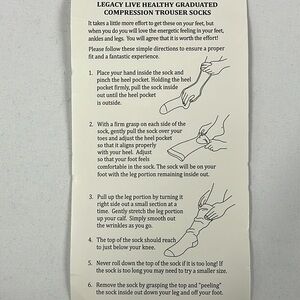 LEGACY LIVE HEALTHY GRADUATED
COMPRESSION TROUSER SOCKS
It takes a little more effort to get these on your feet, but
when you do you will love the energetic feeling in your feet,
ankles and legs. You will agree that it is worth the effort!
Please follow these simple directions to ensure a proper
fit and a fantastic experience.
1. Place your hand inside the sock and
pinch the heel pocket. Holding the heel
pocket firmly, pull the sock inside
out until the heel pocket
is outside.
2. With a firm grasp on each side of the
sock, gently pull the sock over your
toes and adjust the heel pocket
so that it aligns properly
with your heel. Adjust
so that your foot feels
comfortable in the sock. The sock will be on your
foot with the leg portion remaining inside out.
3. Pull up the leg portion by turning it
right side out a small section at a
time. Gently stretch the leg portion
up your calf. Simply smooth out
the wrinkles as you go.
4. The top of the sock should reach
to just below your knee.
5. Never roll down the top of the sock if it is too long! If
the sock is too long you may need to try a smaller size.
6. Remove the sock by grasping the top and "peeling"
the sock inside out down your leg and off your foot.